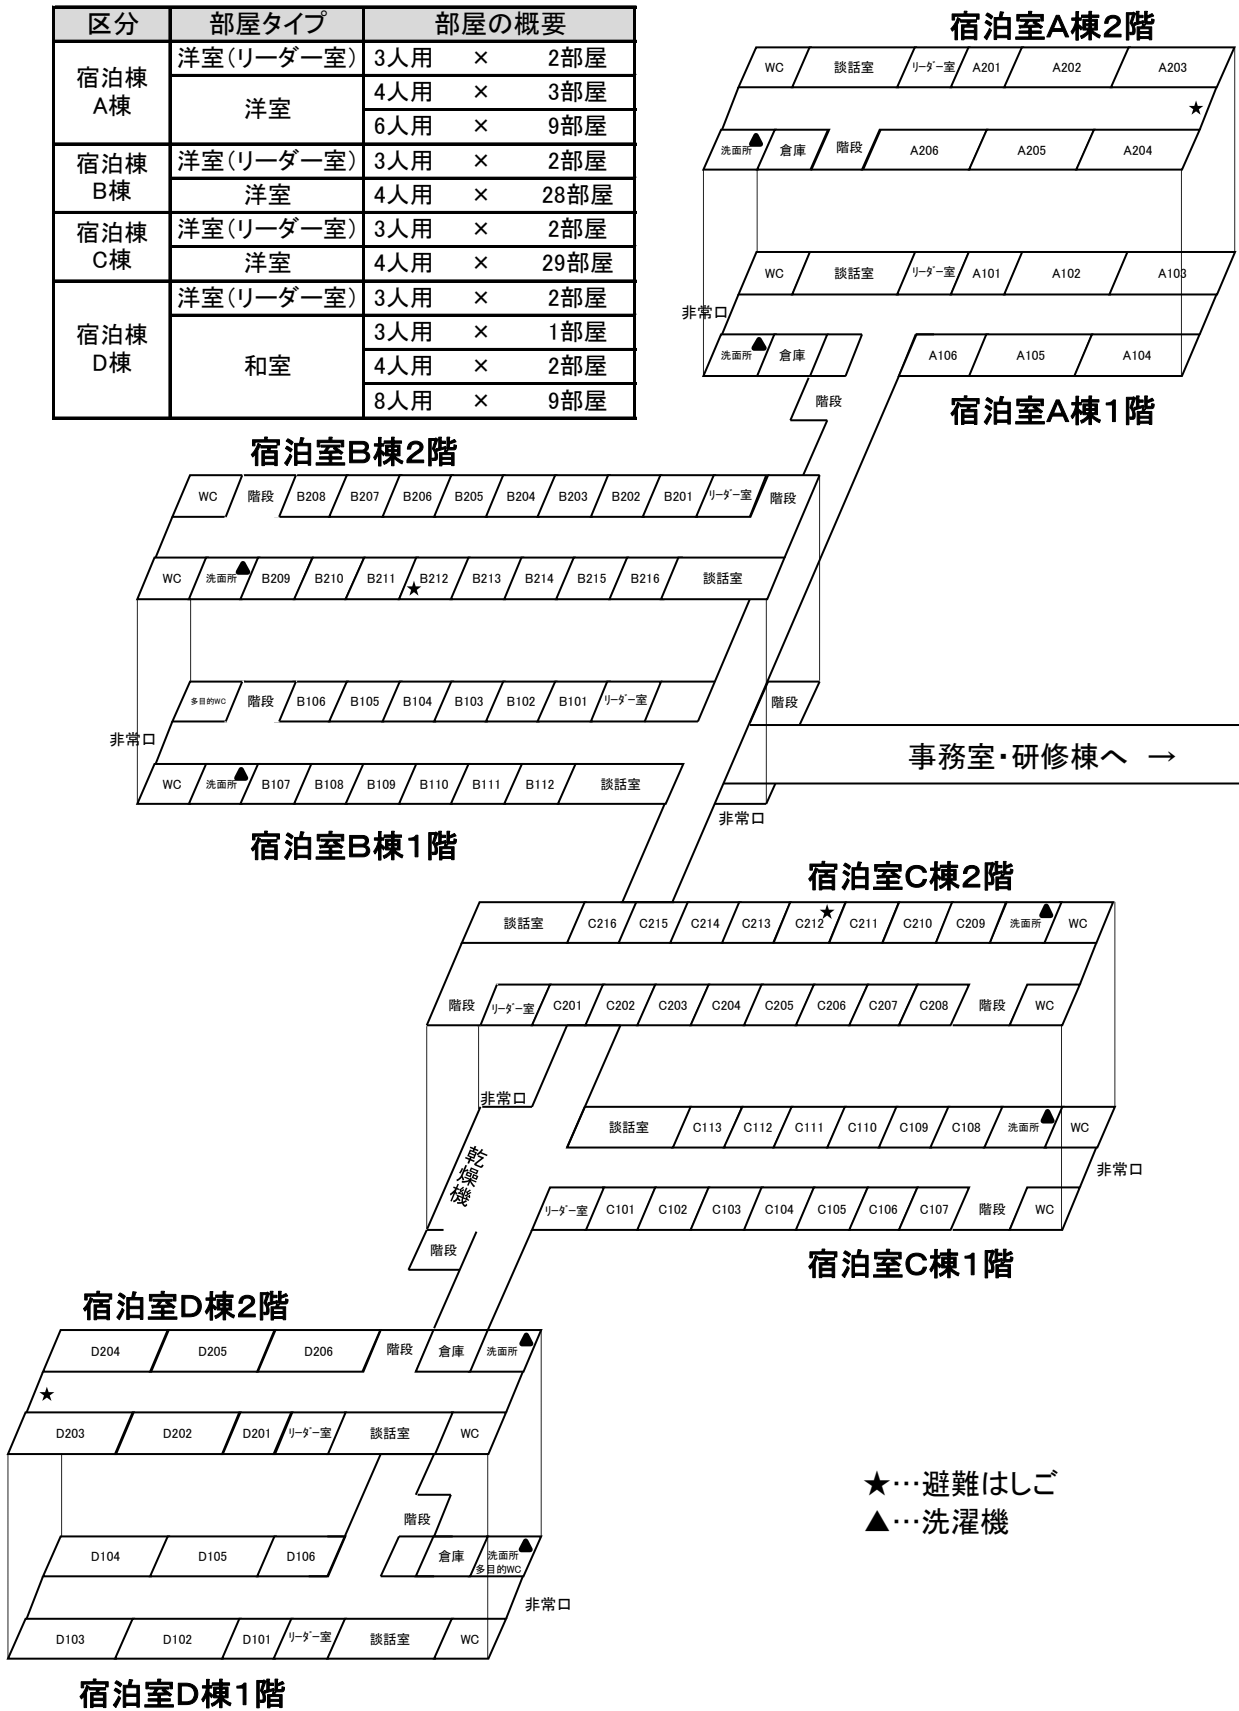 区分 部屋タイプ 部屋の概要
宿泊棟
A棟
洋室(リーダー室) 3人用 × 2部屋
洋室 4人用 × 3部屋
6人用 × 9部屋
宿泊棟
B棟
洋室(リーダー室) 3人用 × 2部屋
洋室 4人用 × 28部屋
宿泊棟
C棟
洋室(リーダー室) 3人用 × 2部屋
洋室 4人用 × 29部屋
宿泊棟
D棟
洋室(リーダー室) 3人用 × 2部屋
和室 3人用 × 1部屋
4人用 × 2部屋
8人用 × 9部屋
宿泊室A棟2階
WC 談話室 リーダー室 A201 A202 A203
★
洗面所 ▲ 倉庫 階段 A206 A205 A204
WC 談話室 リーダー室 A101 A102 A103
非常口
洗面所 ▲ 倉庫 A106 A105 A104
階段
宿泊室A棟1階
宿泊室B棟2階
WC 階段 B208 B207 B206 B205 B204 B203 B202 B201 リーダー室 階段
WC 洗面所 ▲ B209 B210 B211 ★ B212 B213 B214 B215 B216 談話室
多目的WC 階段 B106 B105 B104 B103 B102 B101 リーダー室 階段
非常口
事務室・研修棟へ →
WC 洗面所 ▲ B107 B108 B109 B110 B111 B112 談話室
非常口
宿泊室B棟1階
宿泊室C棟2階
談話室 C216 C215 C214 C213 C212 ★ C211 C210 C209 洗面所 ▲ WC
階段 リーダー室 C201 C202 C203 C204 C205 C206 C207 C208 階段 WC
非常口
談話室 C113 C112 C111 C110 C109 C108 洗面所 ▲ WC
乾燥機
非常口
リーダー室 C101 C102 C103 C104 C105 C106 C107 階段 WC
階段
宿泊室C棟1階
宿泊室D棟2階
D204 D205 D206 階段 倉庫 洗面所 ▲
★
D203 D202 D201 リーダー室 談話室 WC
★…避難はしご
▲…洗濯機
階段
D104 D105 D106 倉庫 洗面所 ▲
多目的WC
非常口
D103 D102 D101 リーダー室 談話室 WC
宿泊室D棟1階